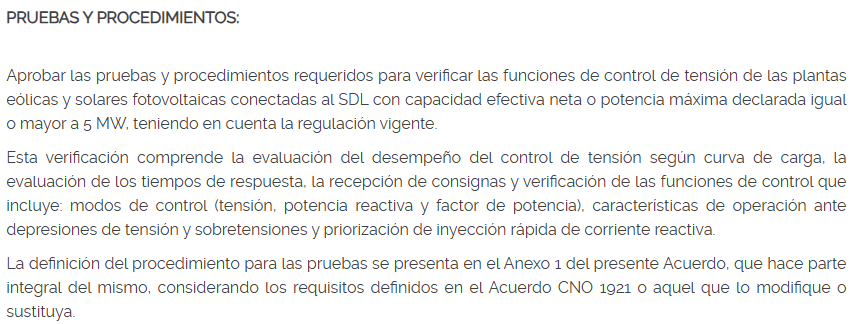 PRUEBAS Y PROCEDIMIENTOS:
Aprobar las pruebas y procedimientos requeridos para verificar las funciones de control de tensión de las plantas
eólicas y solares fotovoltaicas conectadas al SDL con capacidad efectiva neta o potencia máxima declarada igual
o mayor a 5 MW, teniendo en cuenta la regulación vigente.
Esta verificación comprende la evaluación del desempeño del control de tensión según curva de carga, la
evaluación de los tiempos de respuesta, la recepción de consignas y verificación de las funciones de control que
incluye: modos de control (tensión, potencia reactiva y factor de potencia), características de operación ante
depresiones de tensión y sobretensiones y priorización de inyección rápida de corriente reactiva.
La definición del procedimiento para las pruebas se presenta en el Anexo 1 del presente Acuerdo, que hace parte
integral del mismo, considerando los requisitos definidos en el Acuerdo CNO 1921 o aquel que lo modifique o
sustituya.